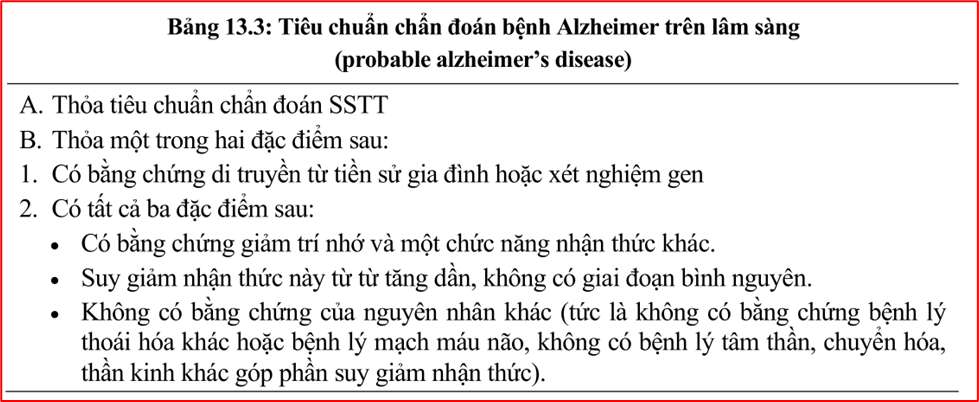 Bảng 13.3: Tiêu chuẩn chẩn đoán bệnh Alzheimer trên lâm sàng
(probable alzheimer's disease)
A. Thỏa tiêu chuẩn chẩn đoán SSTT
B. Thỏa một trong hai đặc điểm sau:
1. Có bằng chứng di truyền từ tiền sử gia đình hoặc xét nghiệm gen
2. Có tất cả ba đặc điểm sau:
• Có bằng chứng giảm trí nhớ và một chức năng nhận thức khác.
• Suy giảm nhận thức này từ từ tăng dần, không có giai đoạn bình nguyên.
• Không có bằng chứng của nguyên nhân khác (tức là không có bằng chứng bệnh lý
thoái hóa khác hoặc bệnh lý mạch máu não, không có bệnh lý tâm thần, chuyển hóa,
thần kinh khác góp phần suy giảm nhận thức).